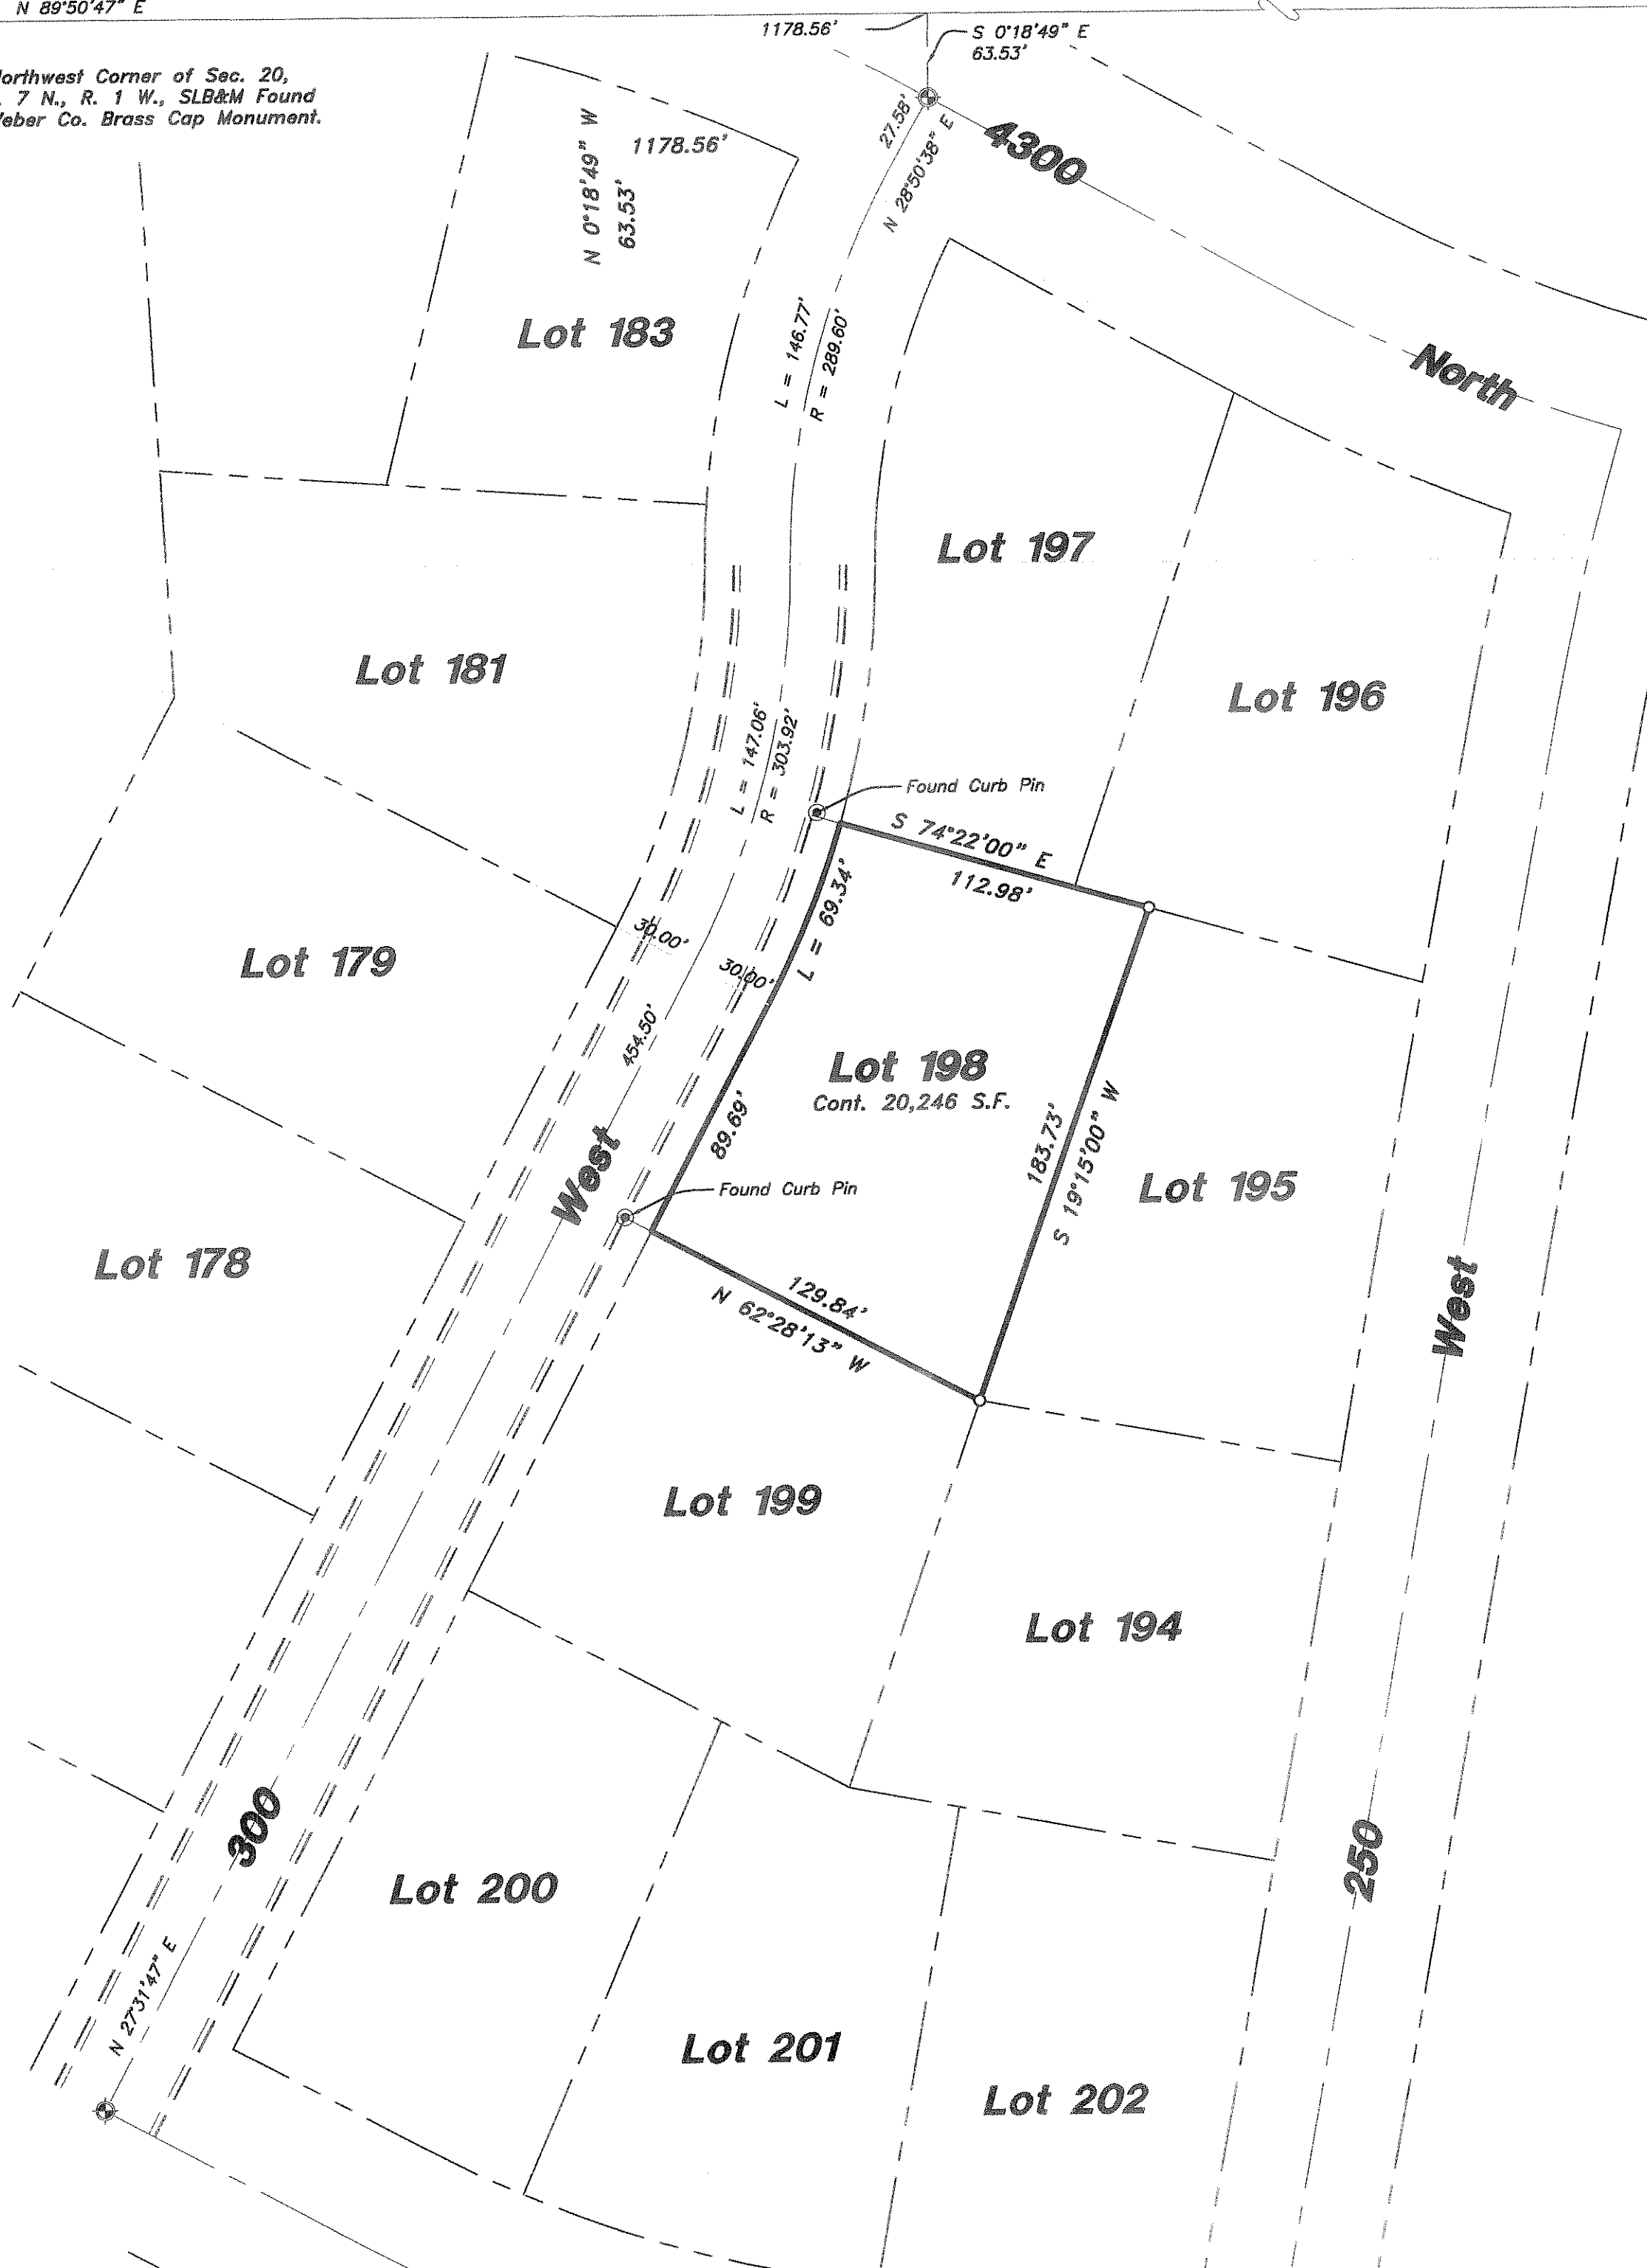 N 89°50'47" E
1178.56'
S 0°18'49" E
63.53'
Northwest Corner of Sec. 20,
. 7 N., R. 1 W., SLB&M Found
Weber Co. Brass Cap Monument.
N 0°18'49" W
63.53'
1178.56'
27.58'
N 28°50'38" E
4300
North
Lot 183
L = 146.77'
R = 289.60'
Lot 197
Lot 181
Lot 196
L = 147.06'
R = 303.92'
Found Curb Pin
S 74°22'00" E
112.98'
L = 69.34'
30.00'
30.00'
Lot 179
454.50'
Lot 198
Cont. 20,246 S.F.
89.69'
183.73'
S 19°15'00" W
West
Found Curb Pin
Lot 195
Lot 178
129.84'
N 62°28'13" W
West
Lot 199
Lot 194
300
250
Lot 200
N 27°31'47" E
Lot 201
Lot 202